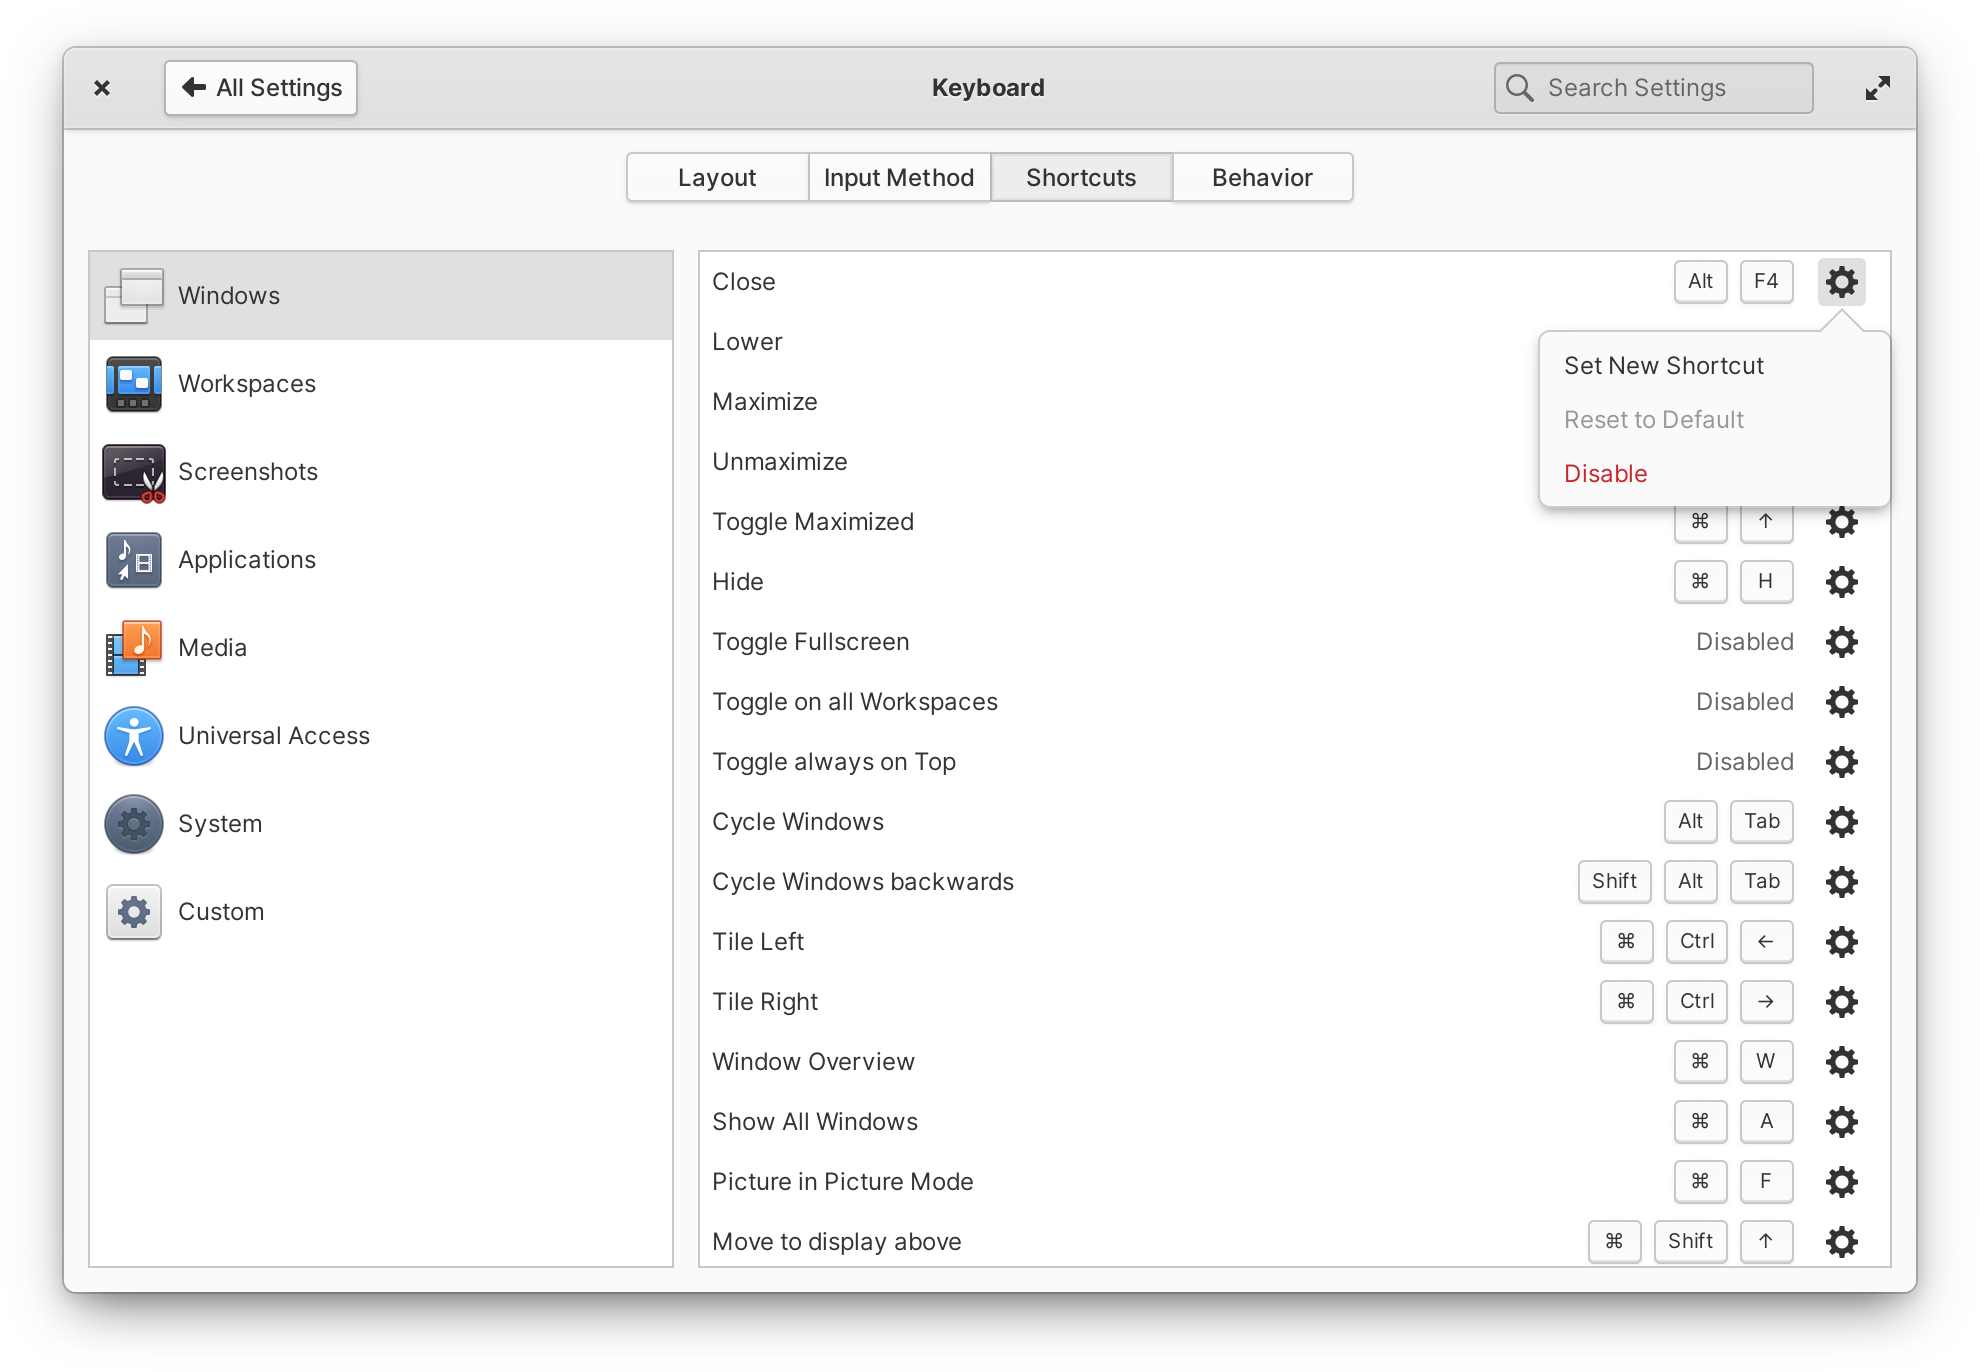 All Settings
Keyboard
Search Settings
Layout Input Method Shortcuts Behavior
Windows
Workspaces
Screenshots
Applications
Media
Universal Access
System
Custom
Close Alt F4
Lower
Maximize
Unmaximize
Set New Shortcut
Reset to Default
Disable
Toggle Maximized ⌘ ↑
Hide ⌘ H
Toggle Fullscreen Disabled
Toggle on all Workspaces Disabled
Toggle always on Top Disabled
Cycle Windows Alt Tab
Cycle Windows backwards Shift Alt Tab
Tile Left ⌘ Ctrl ←
Tile Right ⌘ Ctrl →
Window Overview ⌘ W
Show All Windows ⌘ A
Picture in Picture Mode ⌘ F
Move to display above ⌘ Shift ↑